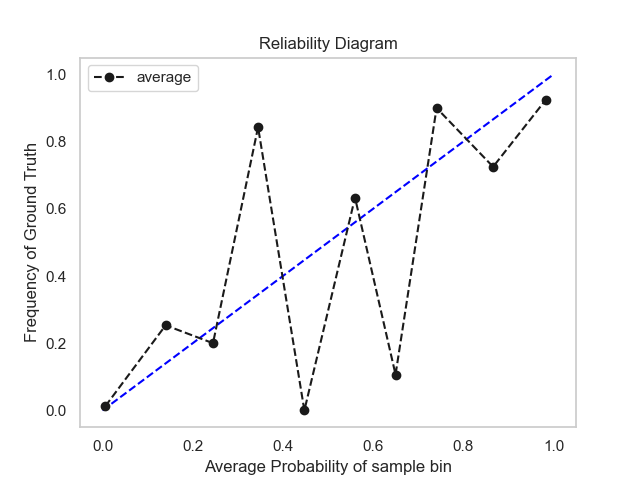 Reliability Diagram
average
Frequency of Ground Truth
1.0
0.8
0.6
0.4
0.2
0.0
0.0 0.2 0.4 0.6 0.8 1.0
Average Probability of sample bin